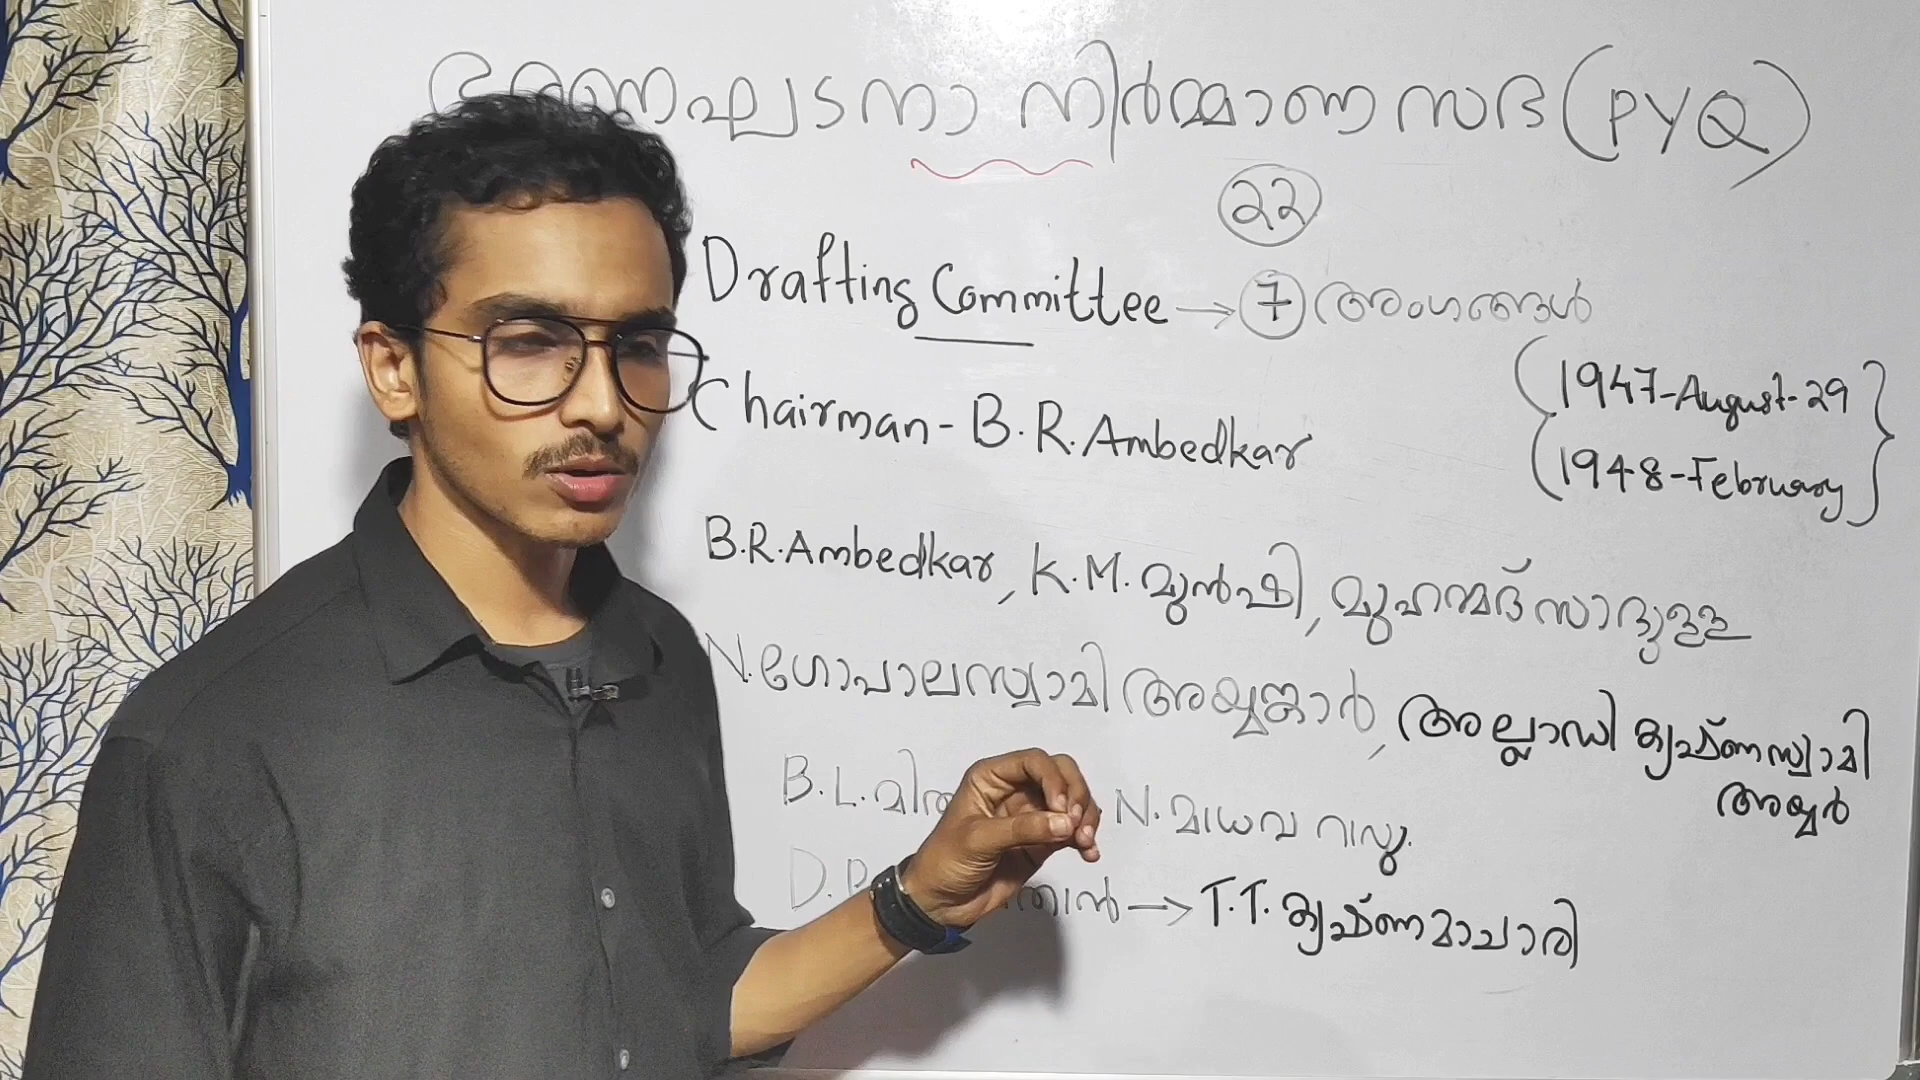 ഭരണഘടനാ നിർമ്മാണ സഭ (PYQ)
22
Drafting Committee → 7 അംഗങ്ങൾ
1947-August-29
Chairman - B.R. Ambedkar
1948-February
B.R.Ambedkar, K.M. മുൻഷി, മുഹമ്മദ് സാദുള്ള
N.ഗോപാലസ്വാമി അയ്യങ്കാർ, അല്ലാഡി കൃഷ്ണസ്വാമി
അയ്യർ
B.L. N. മാധവ റാവു.
→ T.T. കൃഷ്ണമാചാരി